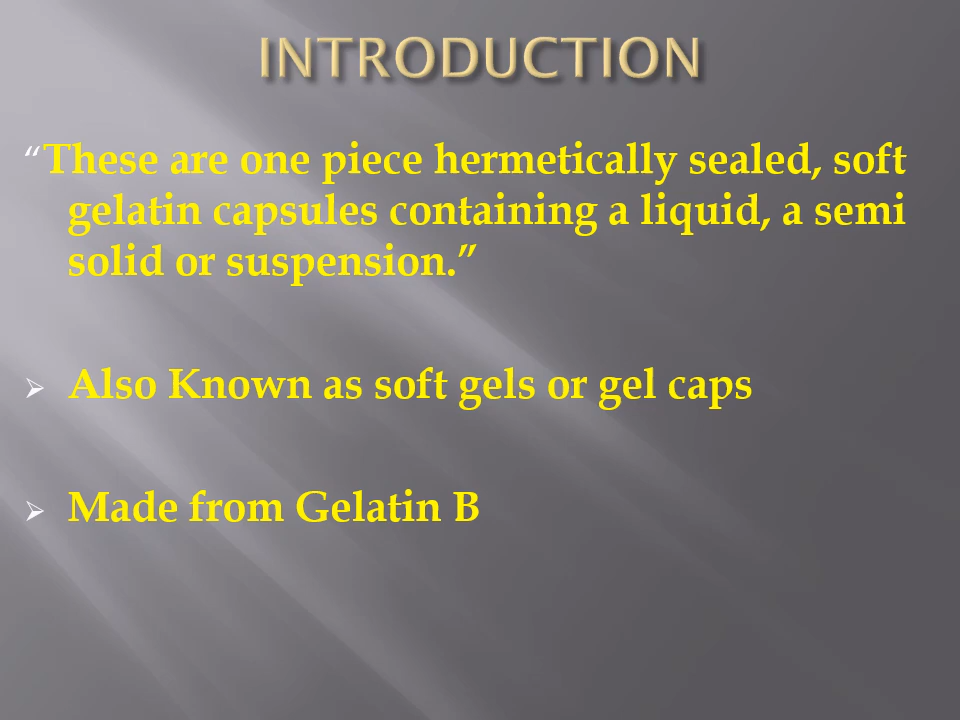 INTRODUCTION
“These are one piece hermetically sealed, soft
gelatin capsules containing a liquid, a semi
solid or suspension.”
Also Known as soft gels or gel caps
Made from Gelatin B